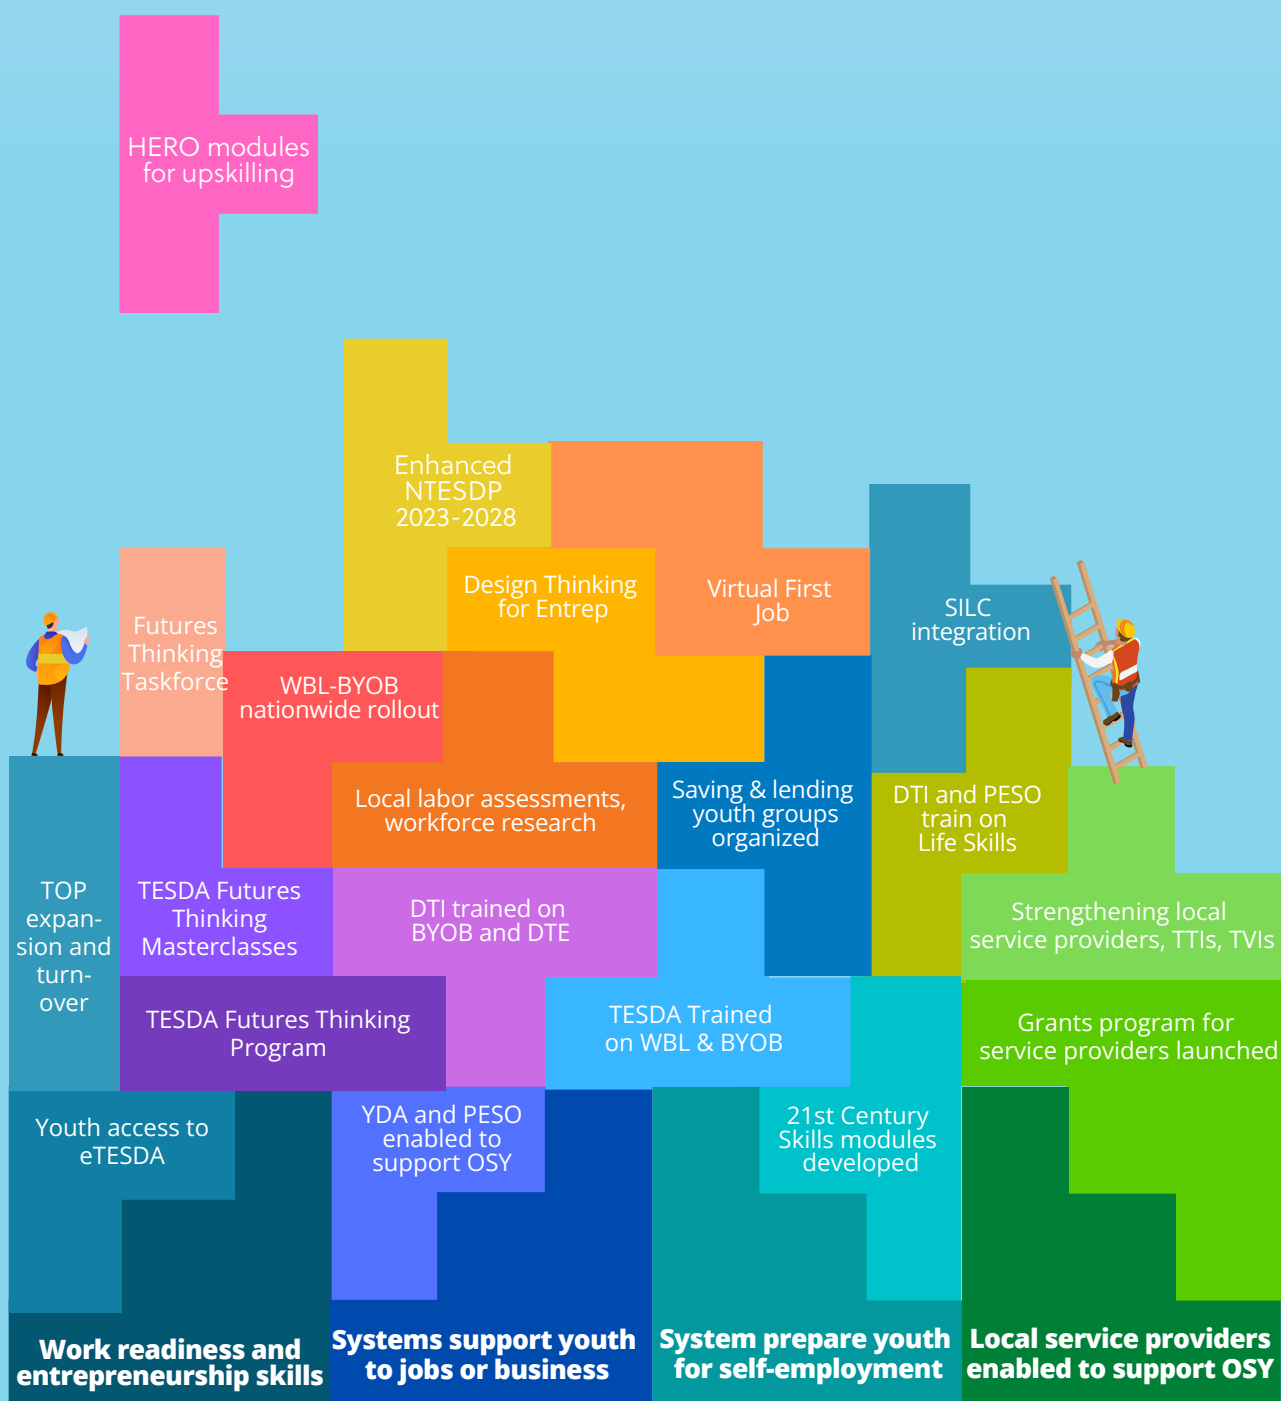 HERO modules
for upskilling
Enhanced
NTESDP
2023-2028
Design Thinking
for Entrep
Virtual First
Job
SILC
integration
Futures
Thinking
Taskforce
WBL-BYOB
nationwide rollout
Local labor assessments,
workforce research
Saving & lending
youth groups
organized
DTI and PESO
train on
Life Skills
TOP
expan-
sion and
turn-
over
TESDA Futures
Thinking
Masterclasses
DTI trained on
BYOB and DTE
Strengthening local
service providers, TTIs, TVIs
TESDA Futures Thinking
Program
TESDA Trained
on WBL & BYOB
Grants program for
service providers launched
Youth access to
eTESDA
YDA and PESO
enabled to
support OSY
21st Century
Skills modules
developed
Work readiness and
entrepreneurship skills
Systems support youth
to jobs or business
System prepare youth
for self-employment
Local service providers
enabled to support OSY